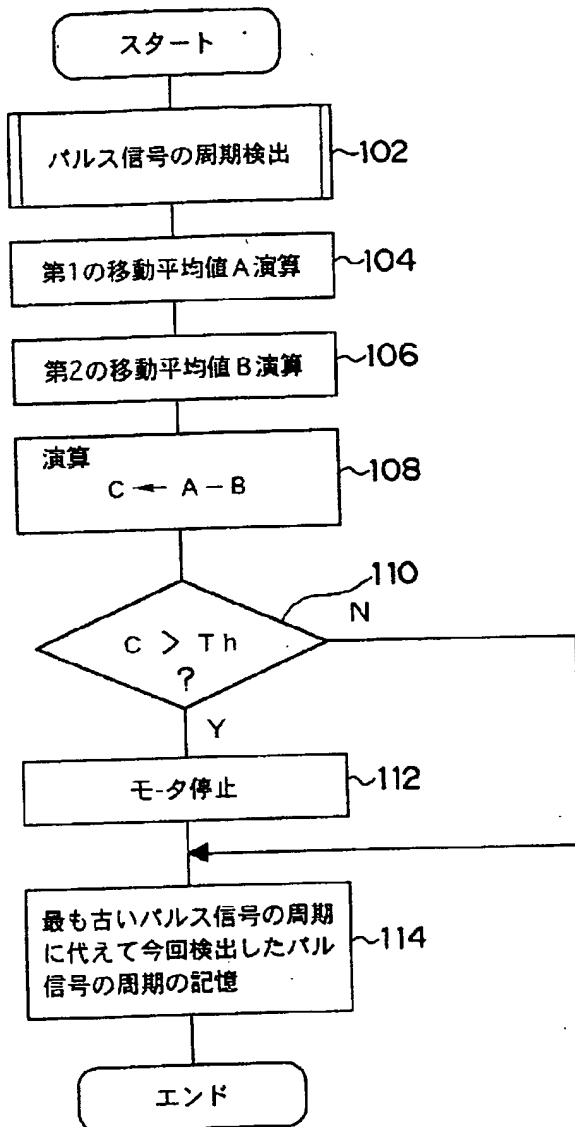 スタート
パルス信号の周期検出
102
第1の移動平均値A演算
104
第2の移動平均値B演算
106
演算
C ← A − B
108
110
C > Th
?
N
Y
モ-タ停止
112
最も古いパルス信号の周期
に代えて今回検出したパル
信号の周期の記憶
114
エンド